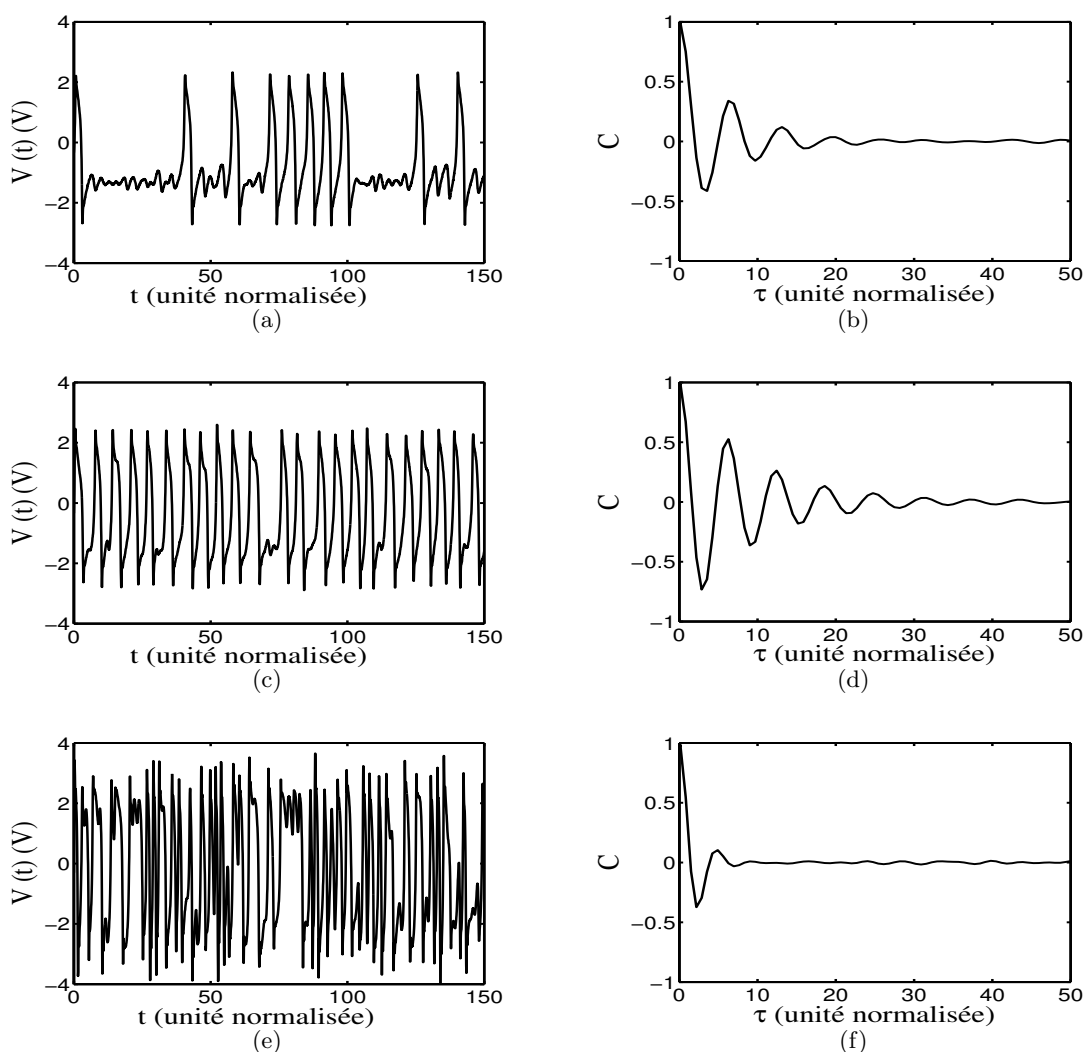 4
2
0
−2
−4
V (t) (V)
0 50 100 150
t (unité normalisée)
(a)
1
0.5
0
−0.5
−1
C
0 10 20 30 40 50
τ (unité normalisée)
(b)
4
2
0
−2
−4
V (t) (V)
0 50 100 150
t (unité normalisée)
(c)
1
0.5
0
−0.5
−1
C
0 10 20 30 40 50
τ (unité normalisée)
(d)
4
2
0
−2
−4
V (t) (V)
0 50 100 150
t (unité normalisée)
(e)
1
0.5
0
−0.5
−1
C
0 10 20 30 40 50
τ (unité normalisée)
(f)